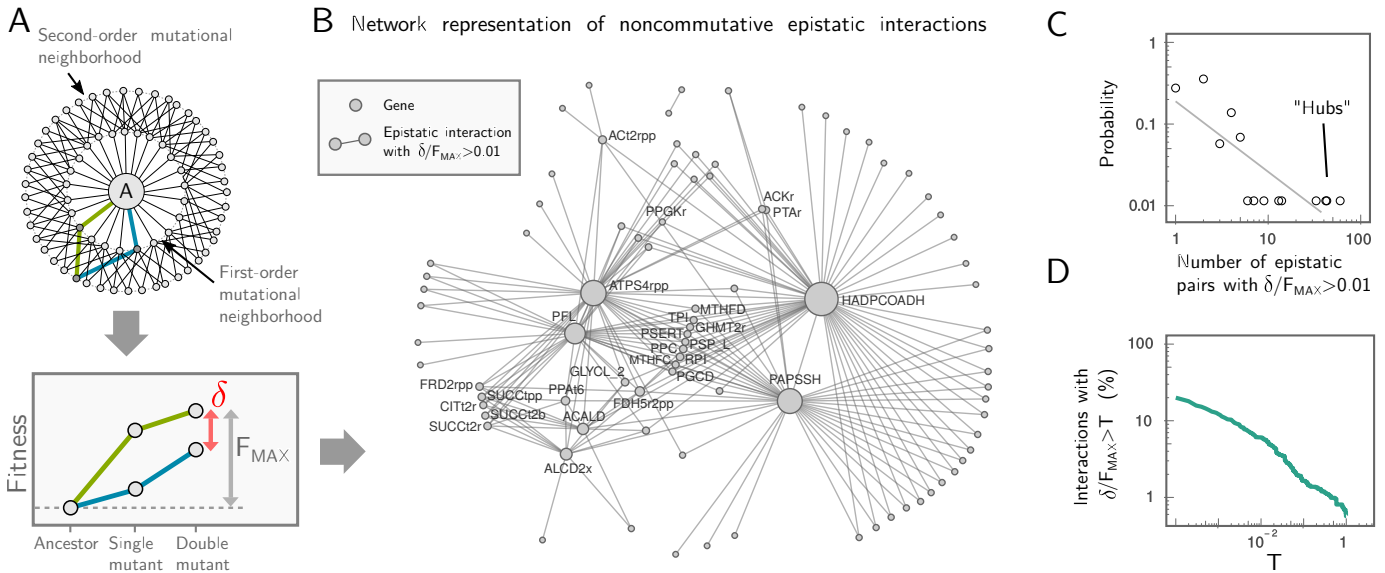 A
Second-order mutational
neighborhood
A
First-order
mutational
neighborhood
Fitness
δ
F_MAX
Ancestor
Single
mutant
Double
mutant
B Network representation of noncommutative epistatic interactions
Gene
Epistatic interaction
with δ/F_MAX>0.01
ACt2rpp
PPGKr
ACKr
PTAr
ATPS4rpp
HADPCOADH
PFL
MTHFD
TPI
GHMT2r
PSERT
PSP_L
PPC
MTHFC
RPI
PGCD
GLYCL_2
PAPSSH
FRD2rpp
PPAt6
SUCCtpp
FDH5r2pp
CITt2r
SUCCt2b
ACALD
SUCCt2r
ALCD2x
C
Probability
1
0.1
0.01
"Hubs"
1
10
100
Number of epistatic
pairs with δ/F_MAX>0.01
D
Interactions with
δ/F_MAX>T (%)
100
10
1
10⁻²
1
T